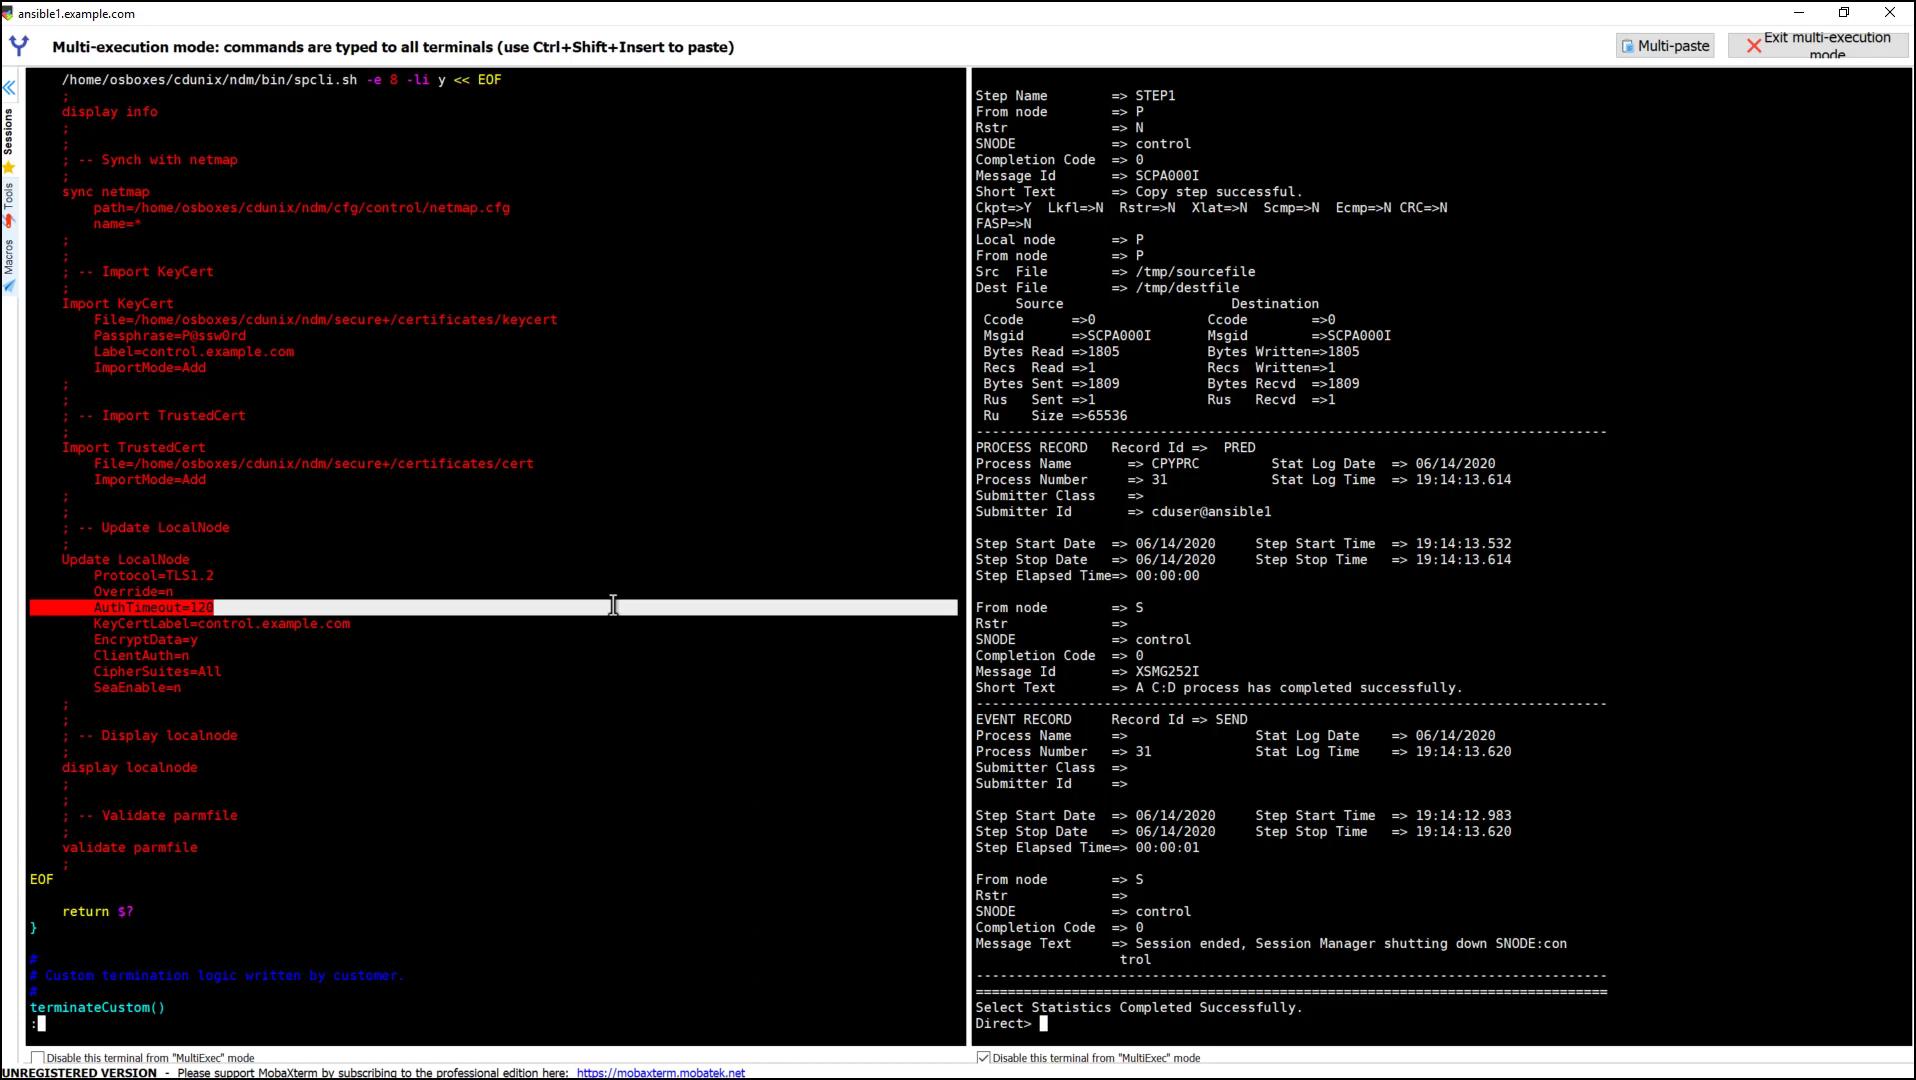 ansible1.example.com
Multi-execution mode: commands are typed to all terminals (use Ctrl+Shift+Insert to paste)
Multi-paste
Exit multi-execution
mode
Sessions
Tools
Macros
/home/osboxes/cdunix/ndm/bin/spcli.sh -e 8 -li y << EOF
;
display info
;
;
; -- Synch with netmap
;
sync netmap
path=/home/osboxes/cdunix/ndm/cfg/control/netmap.cfg
name=*
;
;
; -- Import KeyCert
;
Import KeyCert
File=/home/osboxes/cdunix/ndm/secure+/certificates/keycert
Passphrase=P@ssw0rd
Label=control.example.com
ImportMode=Add
;
;
; -- Import TrustedCert
;
Import TrustedCert
File=/home/osboxes/cdunix/ndm/secure+/certificates/cert
ImportMode=Add
;
;
; -- Update LocalNode
;
Update LocalNode
Protocol=TLS1.2
Override=n
AuthTimeout=120
KeyCertLabel=control.example.com
EncryptData=y
ClientAuth=n
CipherSuites=All
SeaEnable=n
;
;
; -- Display localnode
;
display localnode
;
;
; -- Validate parmfile
;
validate parmfile
;
EOF
return $?
}
#
# Custom termination logic written by customer.
#
terminateCustom()
:
Disable this terminal from "MultiExec" mode
Step Name => STEP1
From node => P
Rstr => N
SNODE => control
Completion Code => 0
Message Id => SCPA000I
Short Text => Copy step successful.
Ckpt=>Y Lkfl=>N Rstr=>N Xlat=>N Scmp=>N Ecmp=>N CRC=>N
FASP=>N
Local node => P
From node => P
Src File => /tmp/sourcefile
Dest File => /tmp/destfile
Source Destination
Ccode =>0 Ccode =>0
Msgid =>SCPA000I Msgid =>SCPA000I
Bytes Read =>1805 Bytes Written=>1805
Recs Read =>1 Recs Written=>1
Bytes Sent =>1809 Bytes Recvd =>1809
Rus Sent =>1 Rus Recvd =>1
Ru Size =>65536
-------------------------------------------------------------------------------
PROCESS RECORD Record Id => PRED
Process Name => CPYPRC Stat Log Date => 06/14/2020
Process Number => 31 Stat Log Time => 19:14:13.614
Submitter Class =>
Submitter Id => cduser@ansible1
Step Start Date => 06/14/2020 Step Start Time => 19:14:13.532
Step Stop Date => 06/14/2020 Step Stop Time => 19:14:13.614
Step Elapsed Time=> 00:00:00
From node => S
Rstr =>
SNODE => control
Completion Code => 0
Message Id => XSMG252I
Short Text => A C:D process has completed successfully.
-------------------------------------------------------------------------------
EVENT RECORD Record Id => SEND
Process Name => Stat Log Date => 06/14/2020
Process Number => 31 Stat Log Time => 19:14:13.620
Submitter Class =>
Submitter Id =>
Step Start Date => 06/14/2020 Step Start Time => 19:14:12.983
Step Stop Date => 06/14/2020 Step Stop Time => 19:14:13.620
Step Elapsed Time=> 00:00:01
From node => S
Rstr =>
SNODE => control
Completion Code => 0
Message Text => Session ended, Session Manager shutting down SNODE:con
trol
-------------------------------------------------------------------------------
===============================================================================
Select Statistics Completed Successfully.
Direct>
Disable this terminal from "MultiExec" mode
UNREGISTERED VERSION - Please support MobaXterm by subscribing to the professional edition here: https://mobaxterm.mobatek.net